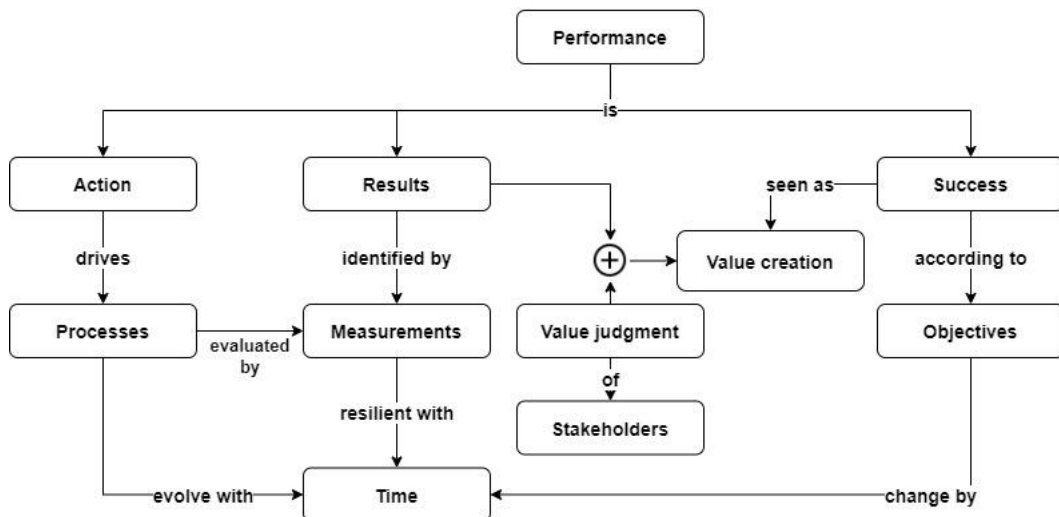 Performance
is
Action
Results
Success
seen as
drives
identified by
Value creation
according to
Processes
evaluated
by
Measurements
Value judgment
Objectives
of
resilient with
Stakeholders
evolve with
Time
change by